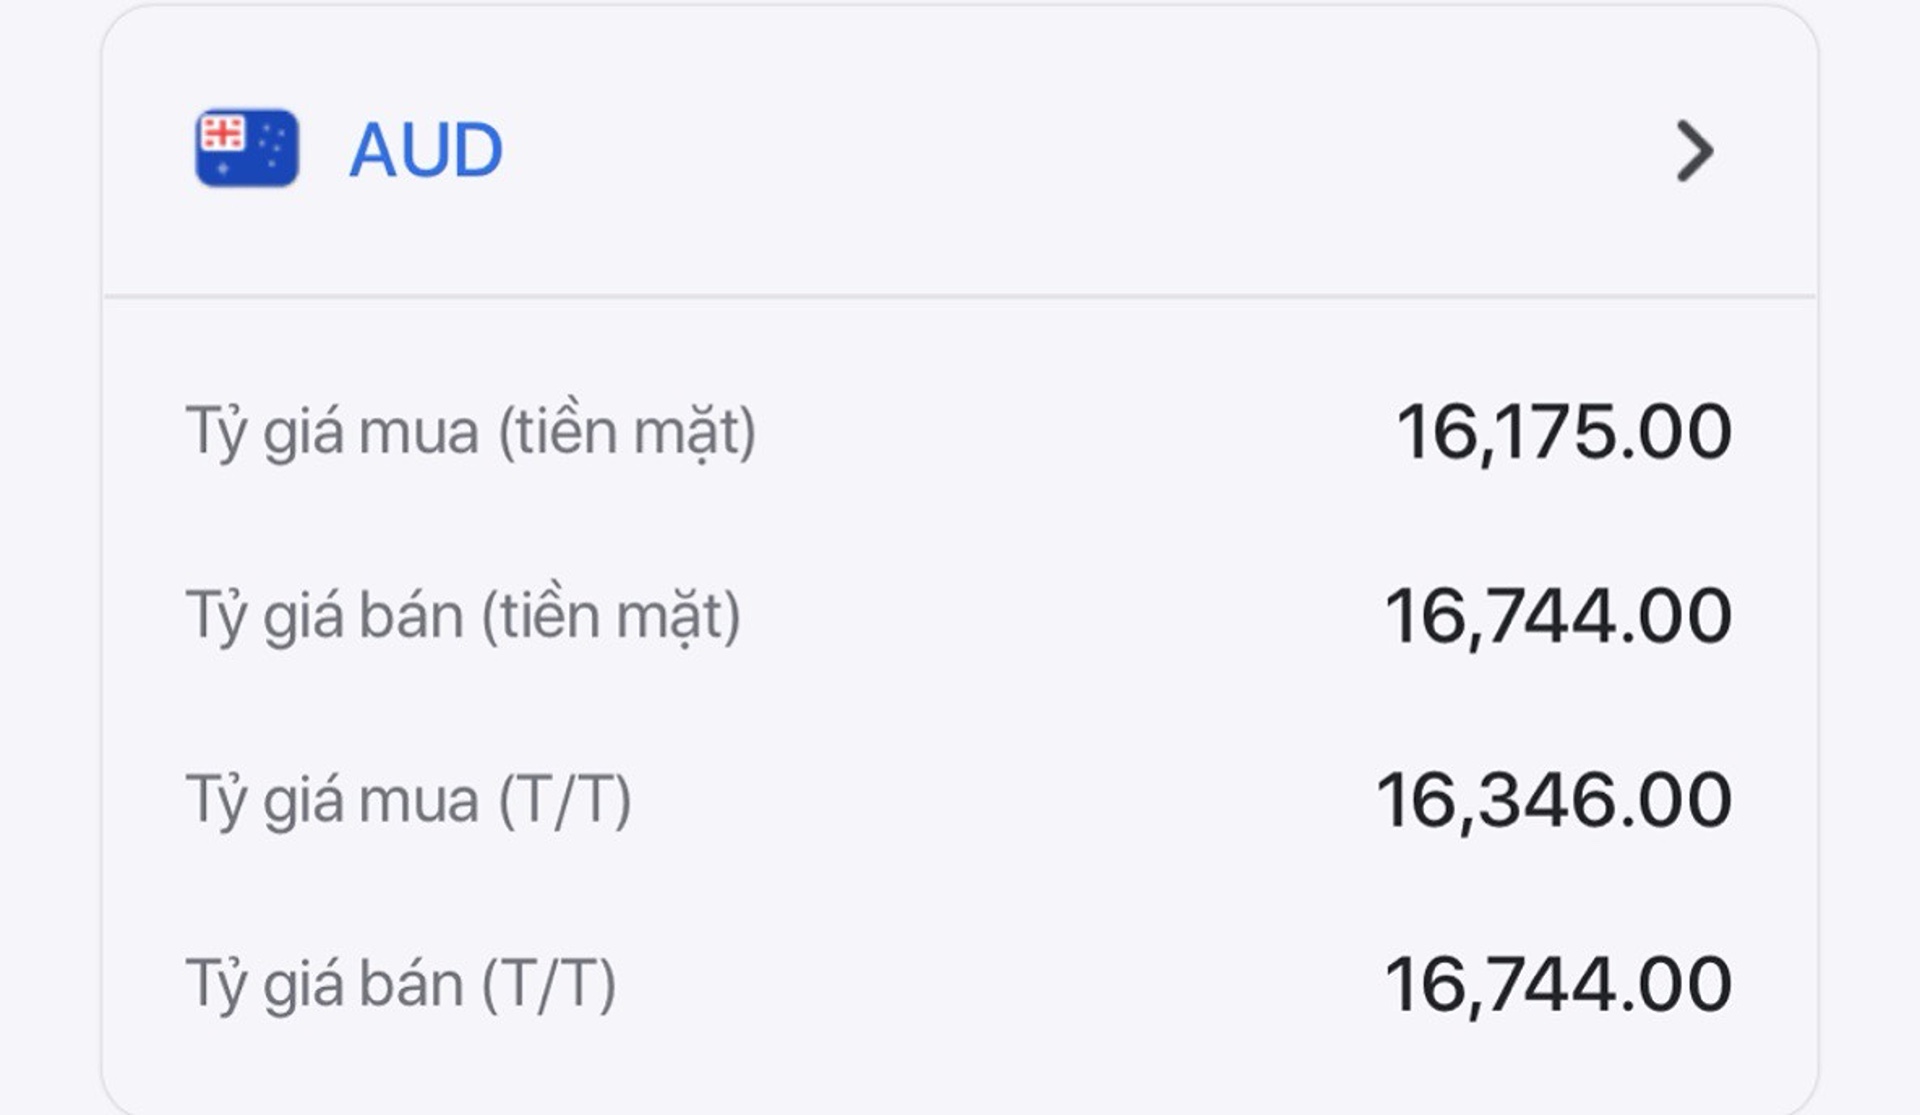 AUD
Tỷ giá mua (tiền mặt) 16,175.00
Tỷ giá bán (tiền mặt) 16,744.00
Tỷ giá mua (T/T) 16,346.00
Tỷ giá bán (T/T) 16,744.00